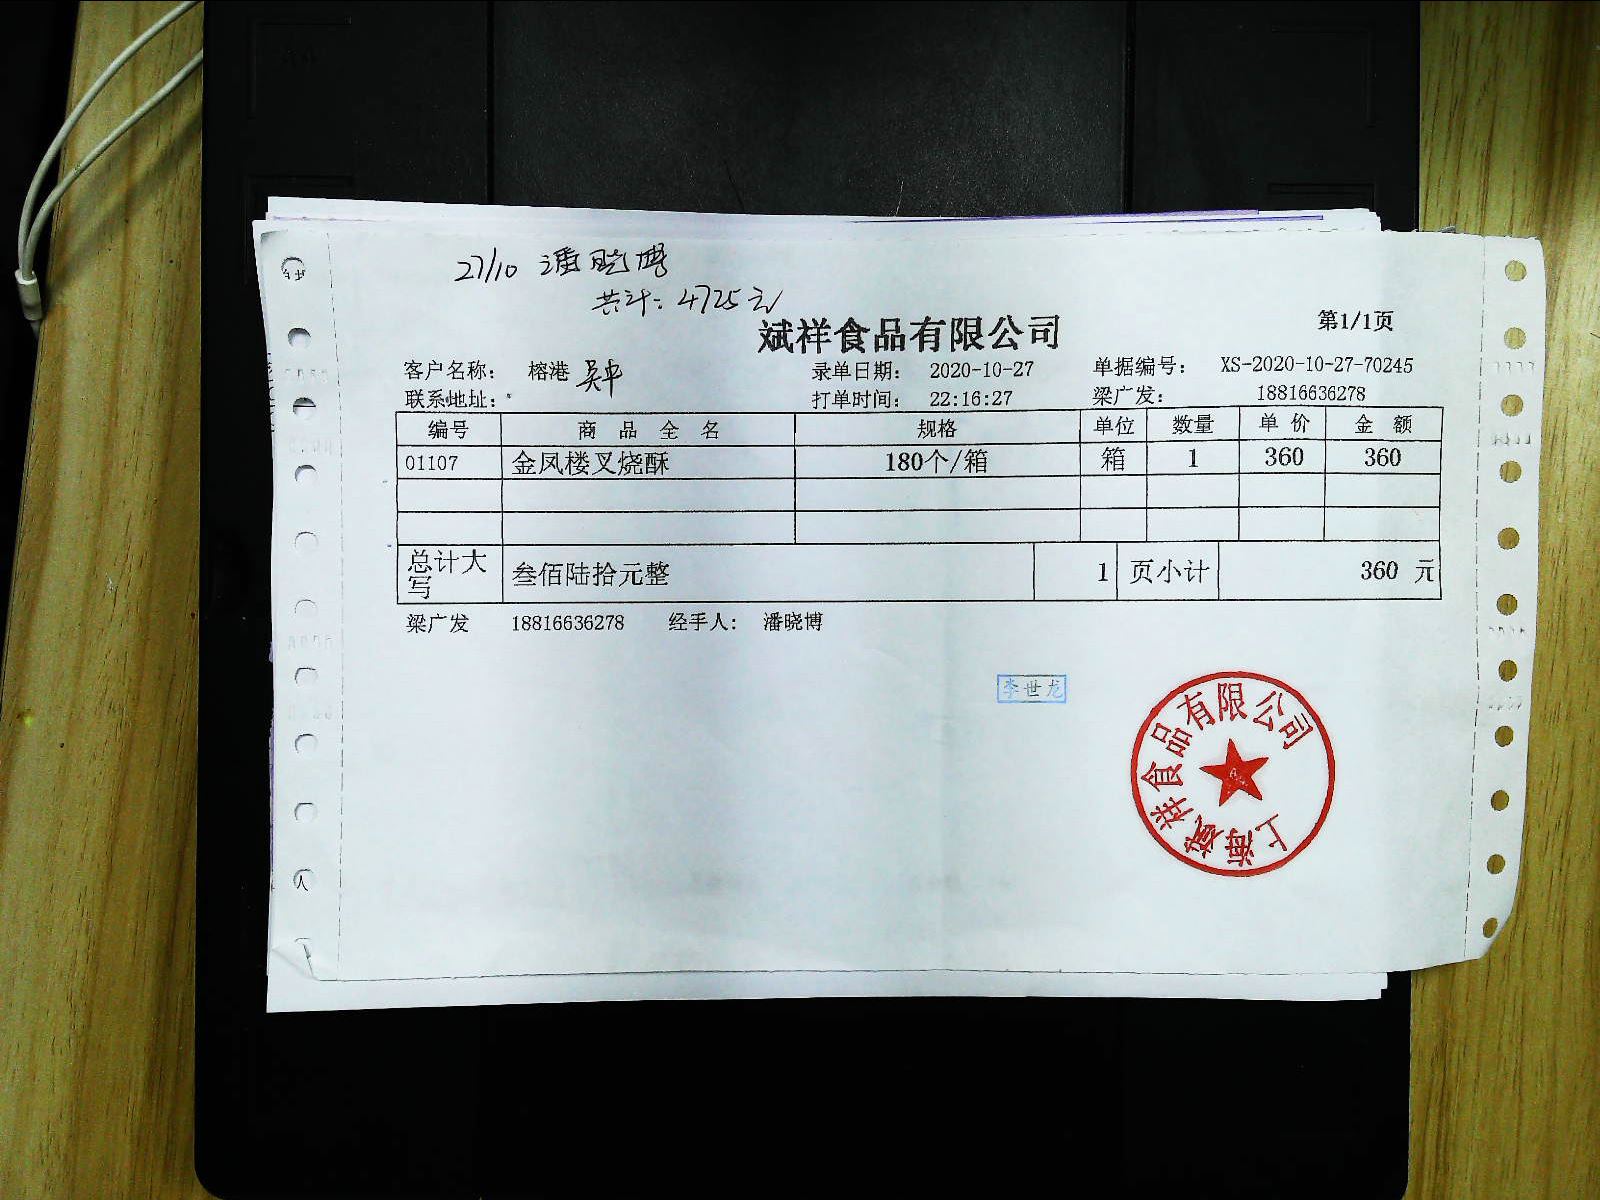 27/10 潘晓博
共计: 4725元
斌祥食品有限公司
第1/1页
客户名称: 榕港 吴中 录单日期: 2020-10-27 单据编号: XS-2020-10-27-70245
联系地址: 打单时间: 22:16:27 梁广发: 18816636278
编号 商品全名 规格 单位 数量 单价 金额
01107 金凤楼叉烧酥 180个/箱 箱 1 360 360
总计大写 叁佰陆拾元整 1 页小计 360 元
梁广发 18816636278 经手人: 潘晓博
李世龙
上海斌祥食品有限公司